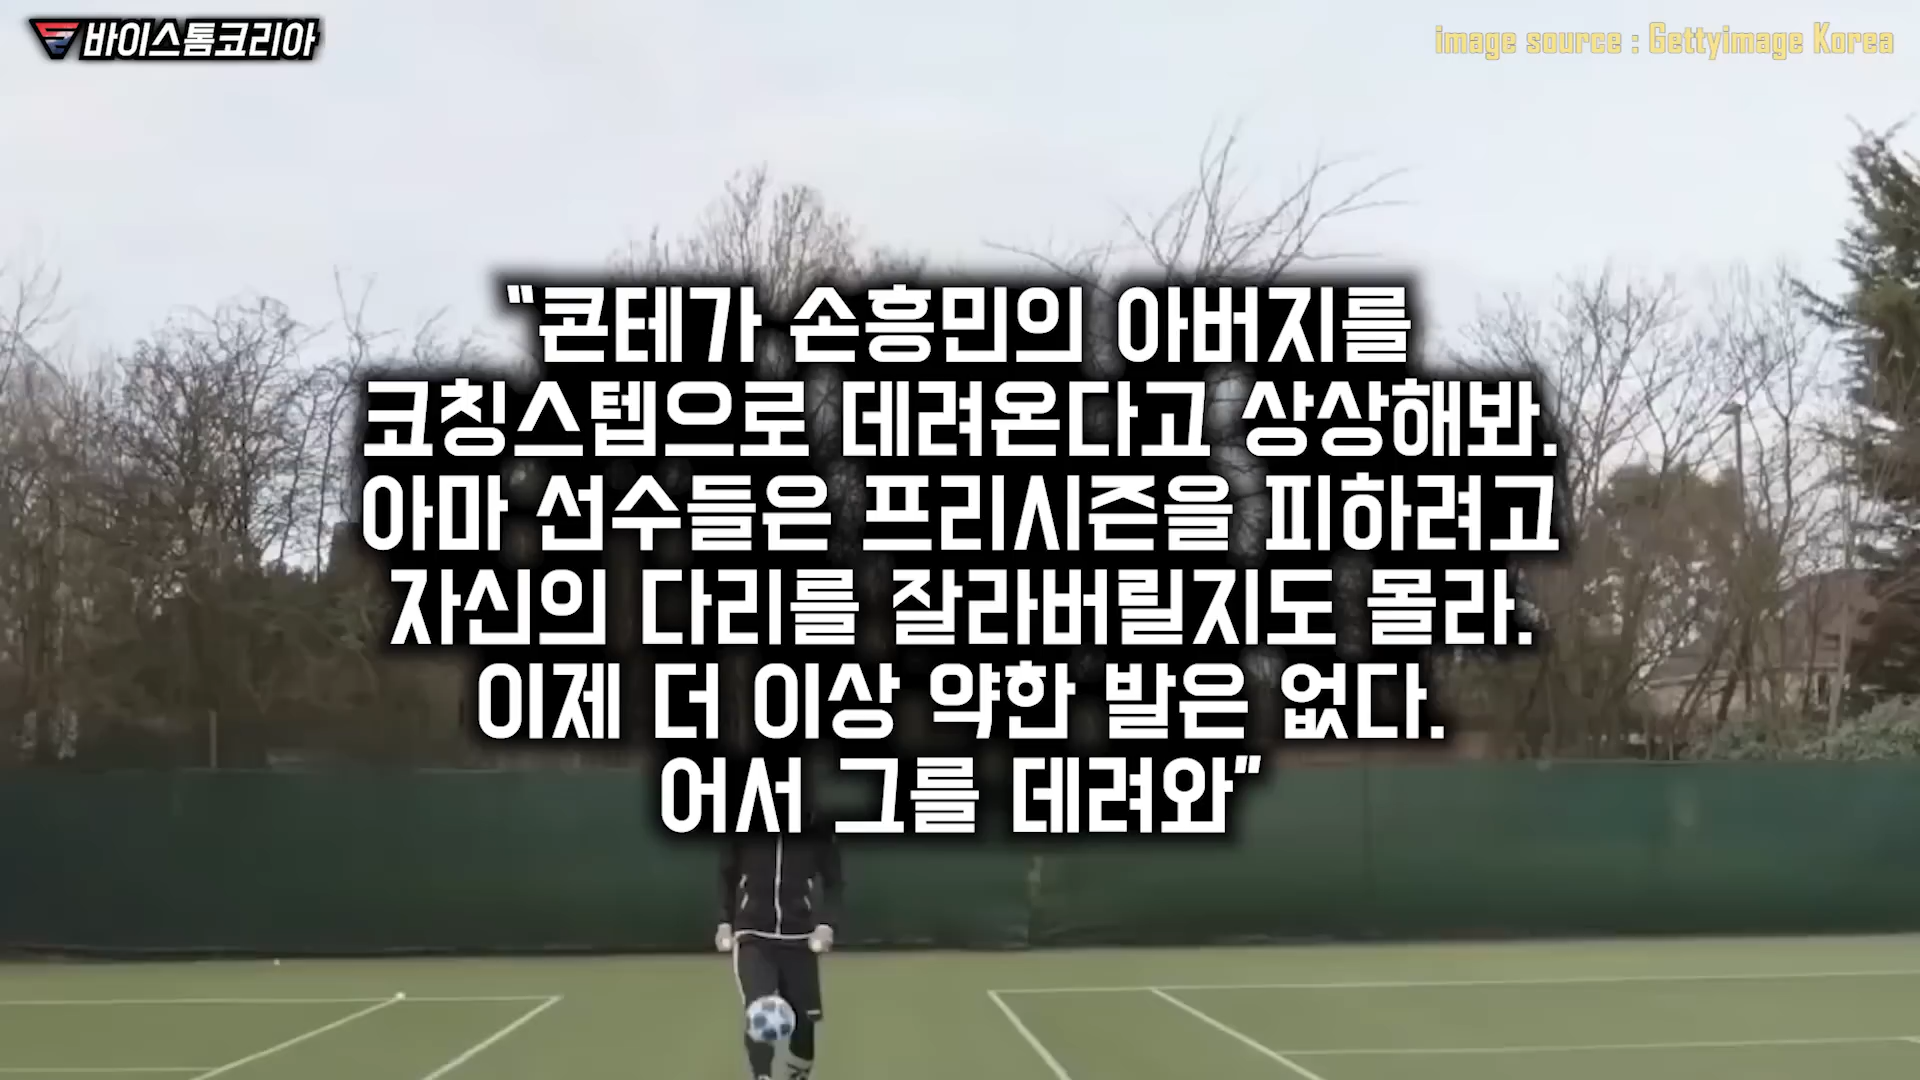 바이스톰코리아
image source : Gettyimage Korea
"콘테가 손흥민의 아버지를
코칭스텝으로 데려온다고 상상해봐.
아마 선수들은 프리시즌을 피하려고
자신의 다리를 잘라버릴지도 몰라.
이제 더 이상 약한 발은 없다.
어서 그를 데려와"